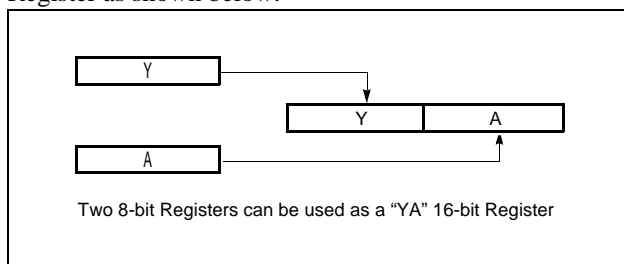 Register as shown below.
Y
Y A
A
Two 8-bit Registers can be used as a “YA” 16-bit Register